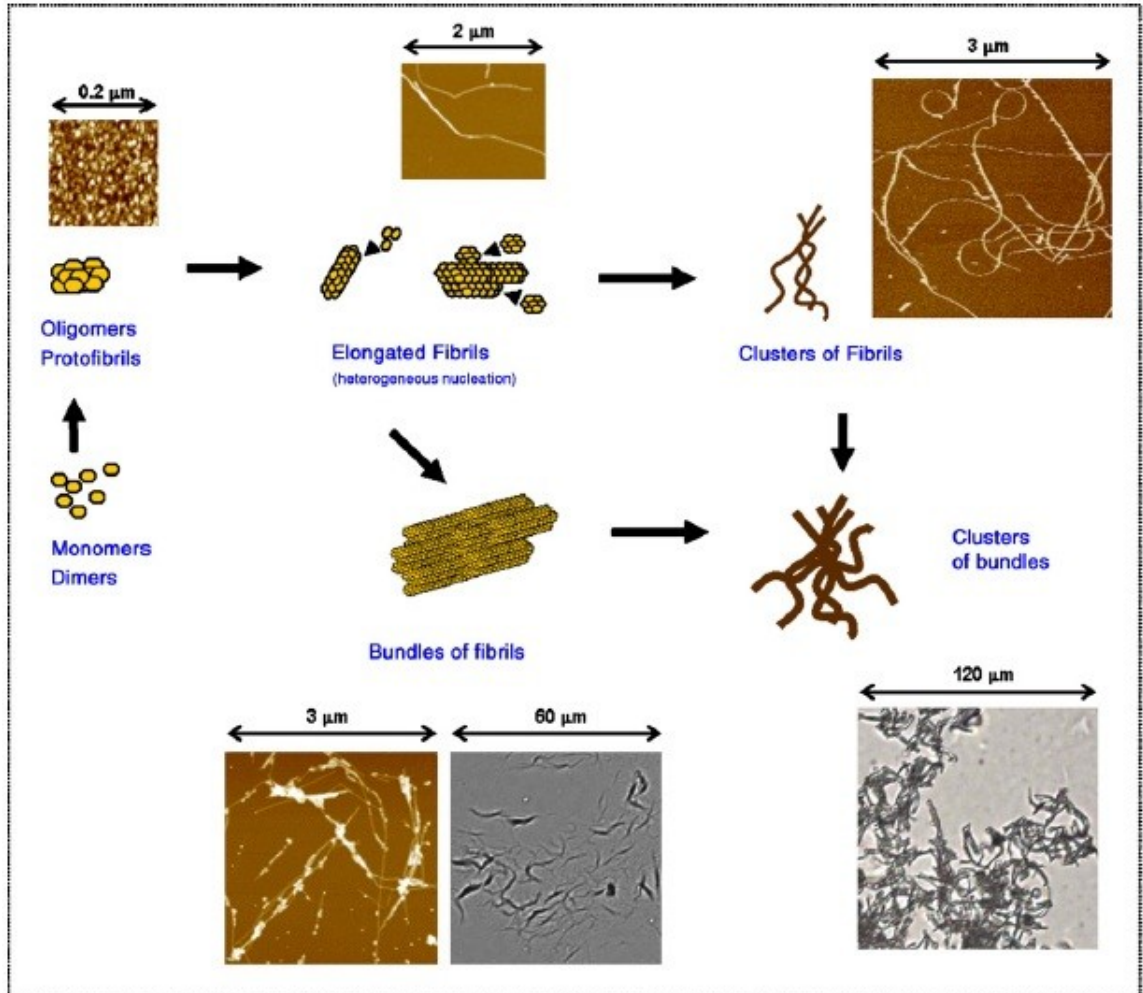 2 μm
3 μm
0.2 μm
Oligomers
Protofibrils
Elongated Fibrils
(heterogeneous nucleation)
Clusters of Fibrils
Monomers
Dimers
Clusters
of bundles
Bundles of fibrils
120 μm
3 μm
60 μm